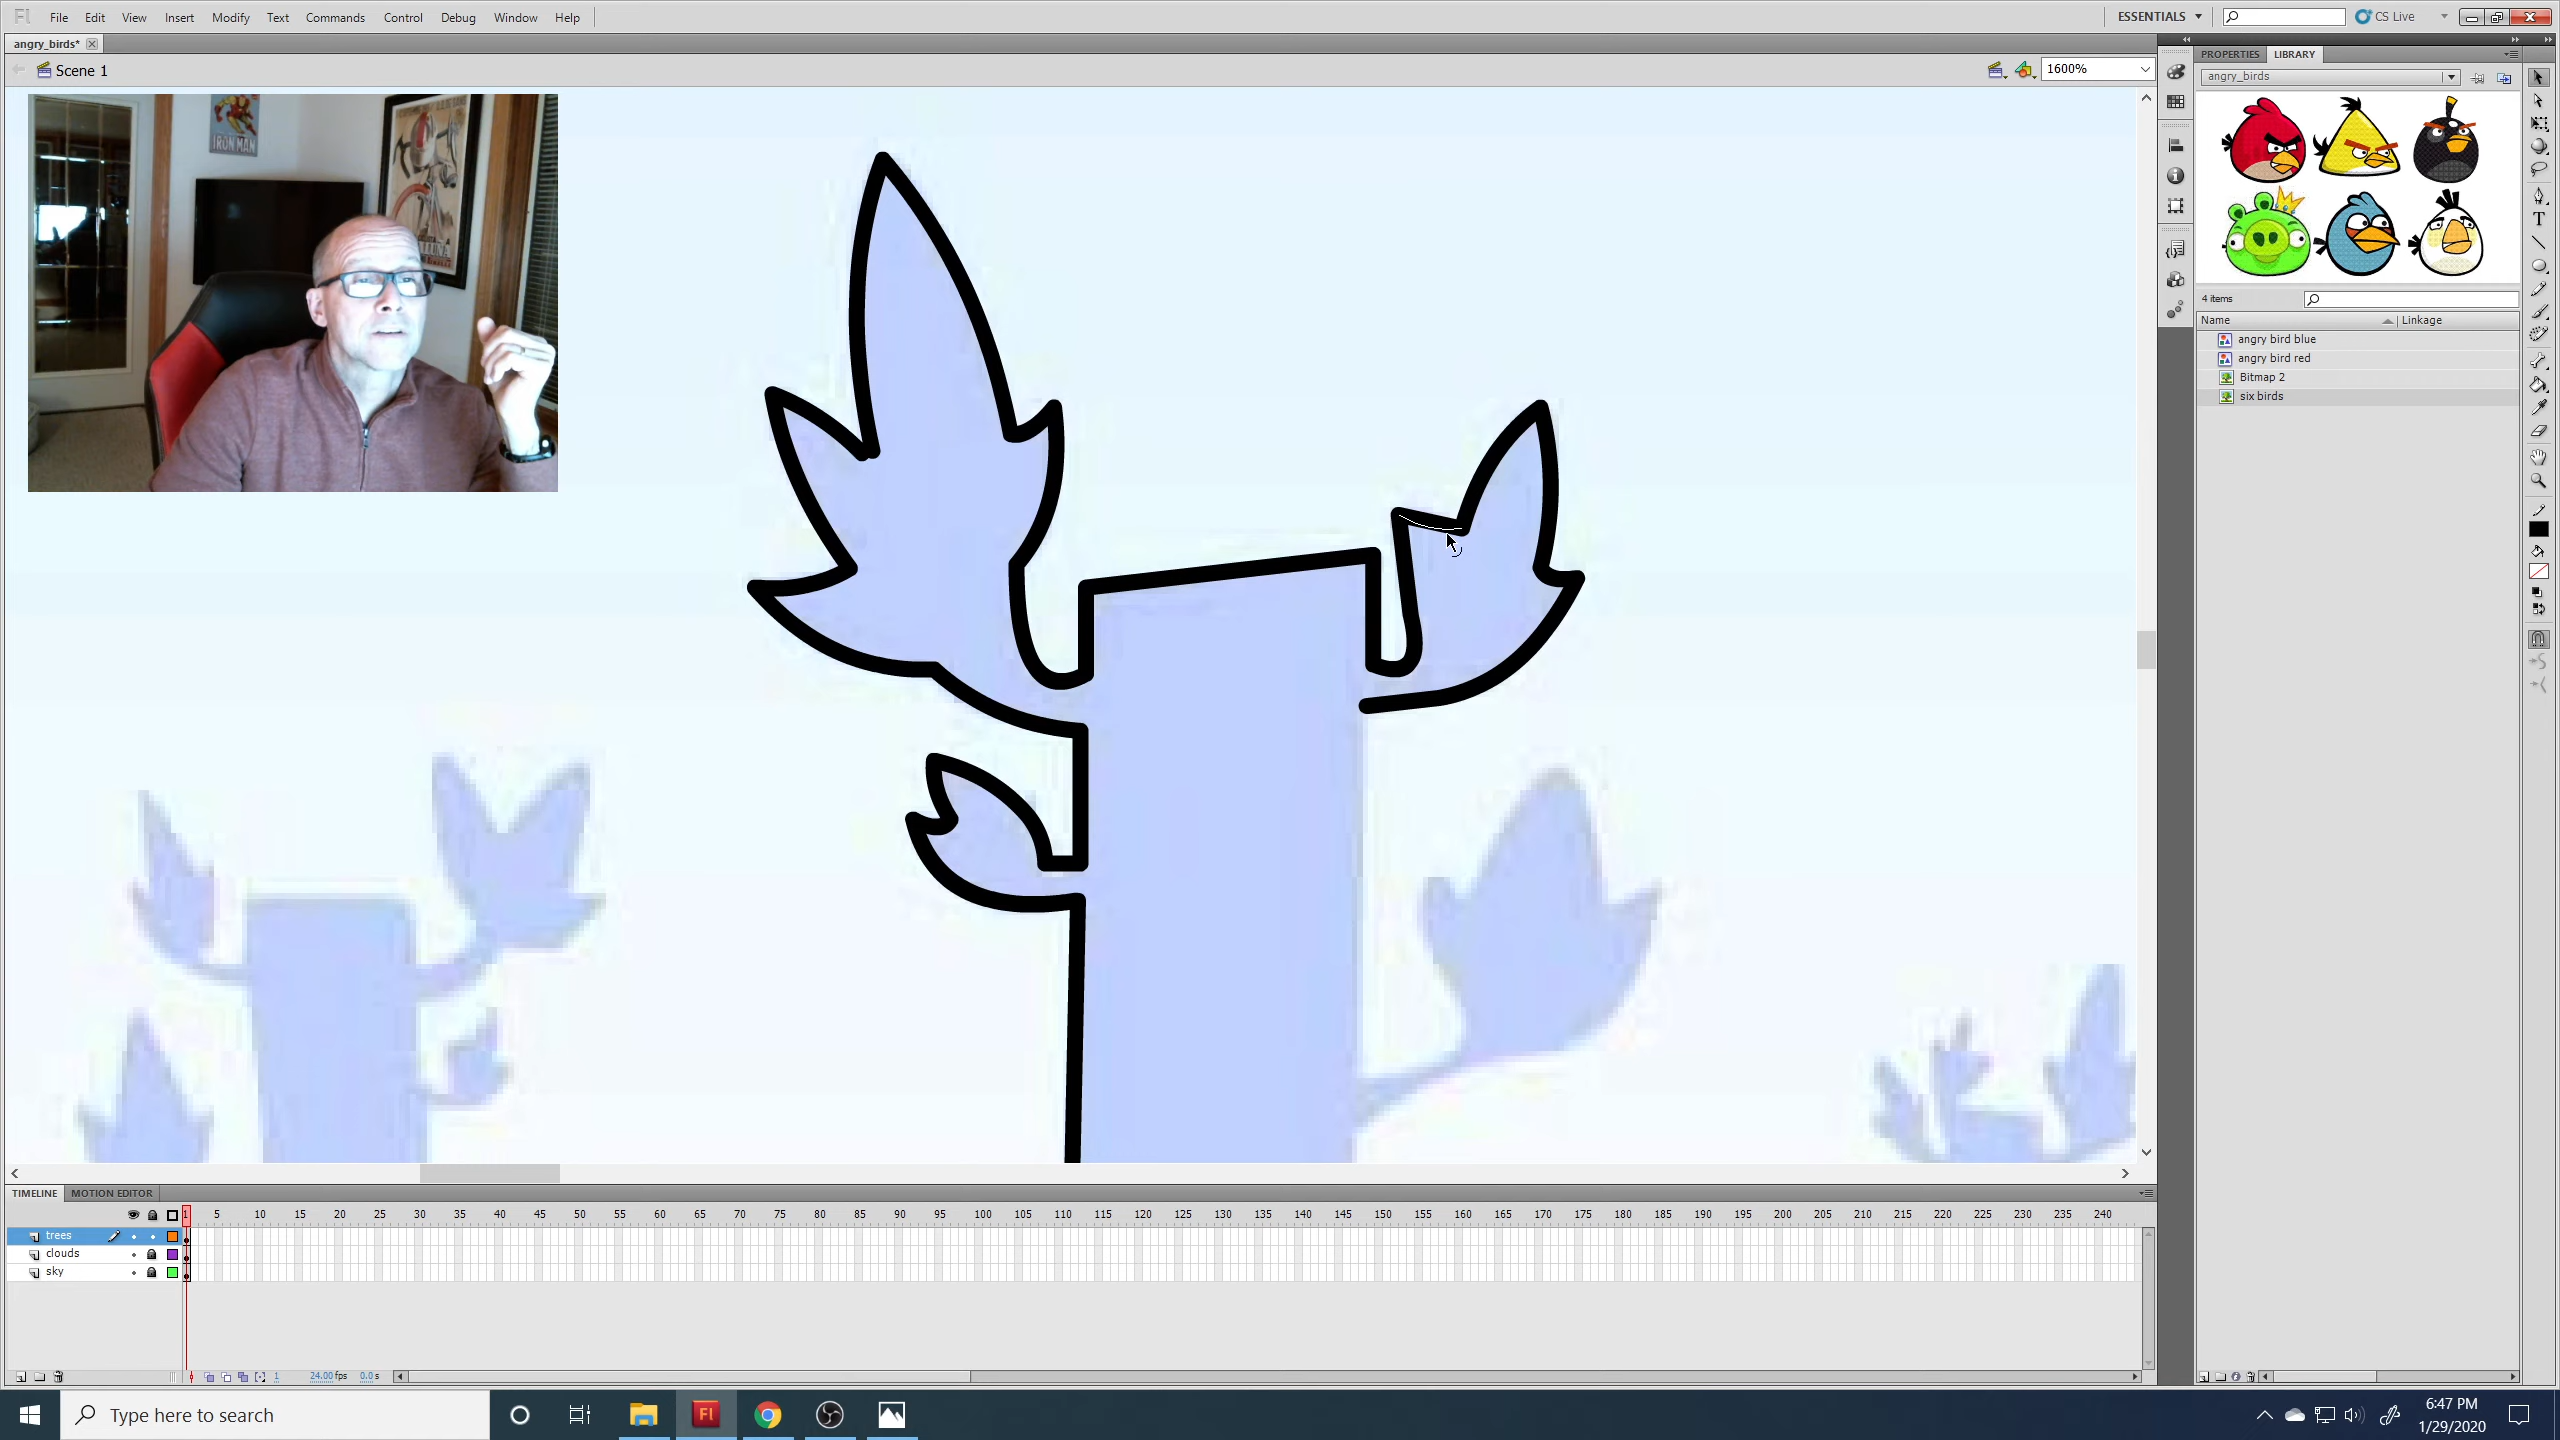 Fl File Edit View Insert Modify Text Commands Control Debug Window Help ESSENTIALS CS Live
angry_birds*
Scene 1 1600%
PROPERTIES LIBRARY
angry_birds
IRON MAN
4 items
Name Linkage
angry bird blue
angry bird red
Bitmap 2
six birds
T
TIMELINE MOTION EDITOR
1 5 10 15 20 25 30 35 40 45 50 55 60 65 70 75 80 85 90 95 100 105 110 115 120 125 130 135 140 145 150 155 160 165 170 175 180 185 190 195 200 205 210 215 220 225 230 235 240
trees
clouds
sky
1 24.00 fps 0.0 s
Type here to search
Fl
6:47 PM
1/29/2020